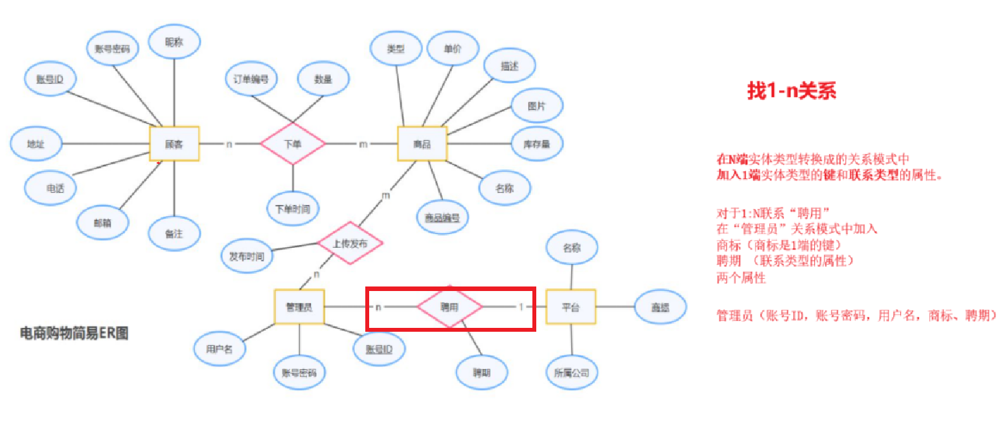 昵称
账号密码
账号ID
地址
电话
邮箱
备注
顾客
n
订单编号
数量
下单
m
下单时间
类型
单价
描述
图片
库存量
名称
商品编号
商品
m
上传发布
发布时间
n
管理员
n
聘用
1
平台
名称
商标
所属公司
聘期
用户名
账号密码
账号ID
电商购物简易ER图
找1-n关系
在N端实体类型转换成的关系模式中
加入1端实体类型的键和联系类型的属性。
对于1:N联系“聘用”
在“管理员”关系模式中加入
商标（商标是1端的键）
聘期 （联系类型的属性）
两个属性
管理员（账号ID，账号密码，用户名，商标、聘期）